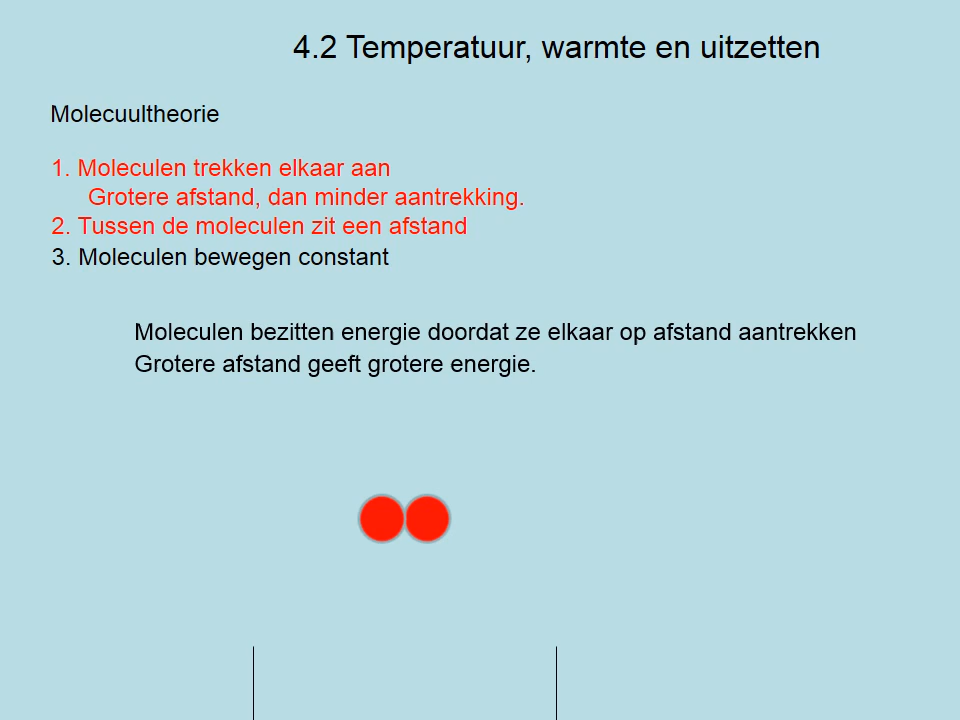 4.2 Temperatuur, warmte en uitzetten
Molecuultheorie
1. Moleculen trekken elkaar aan
Grotere afstand, dan minder aantrekking.
2. Tussen de moleculen zit een afstand
3. Moleculen bewegen constant
Moleculen bezitten energie doordat ze elkaar op afstand aantrekken
Grotere afstand geeft grotere energie.